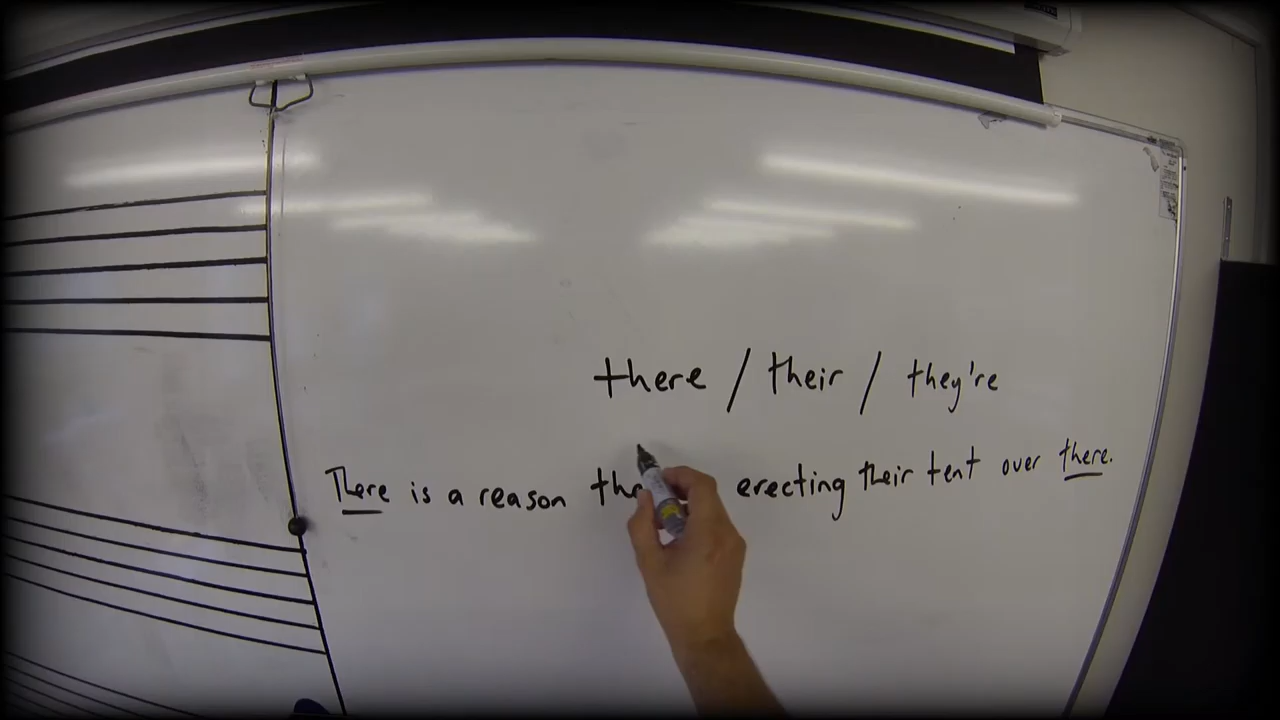 there / their / they're
There is a reason erecting their tent over there.